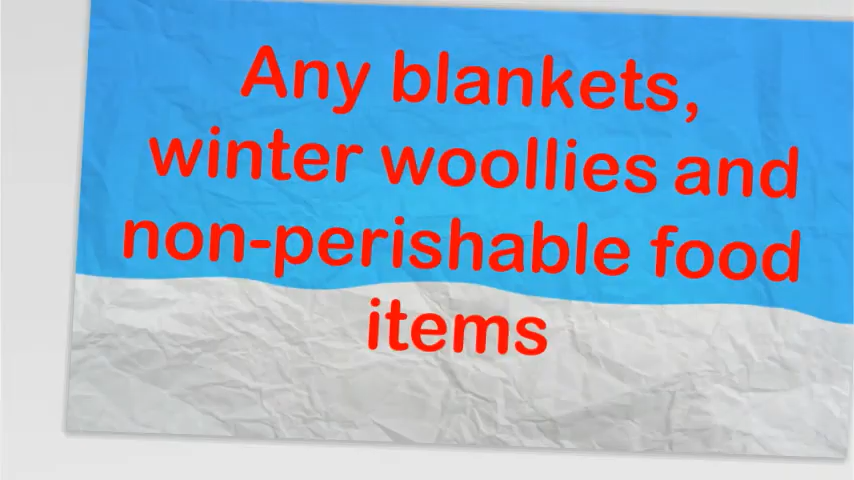 Any blankets,
winter woollies and
non-perishable food
items